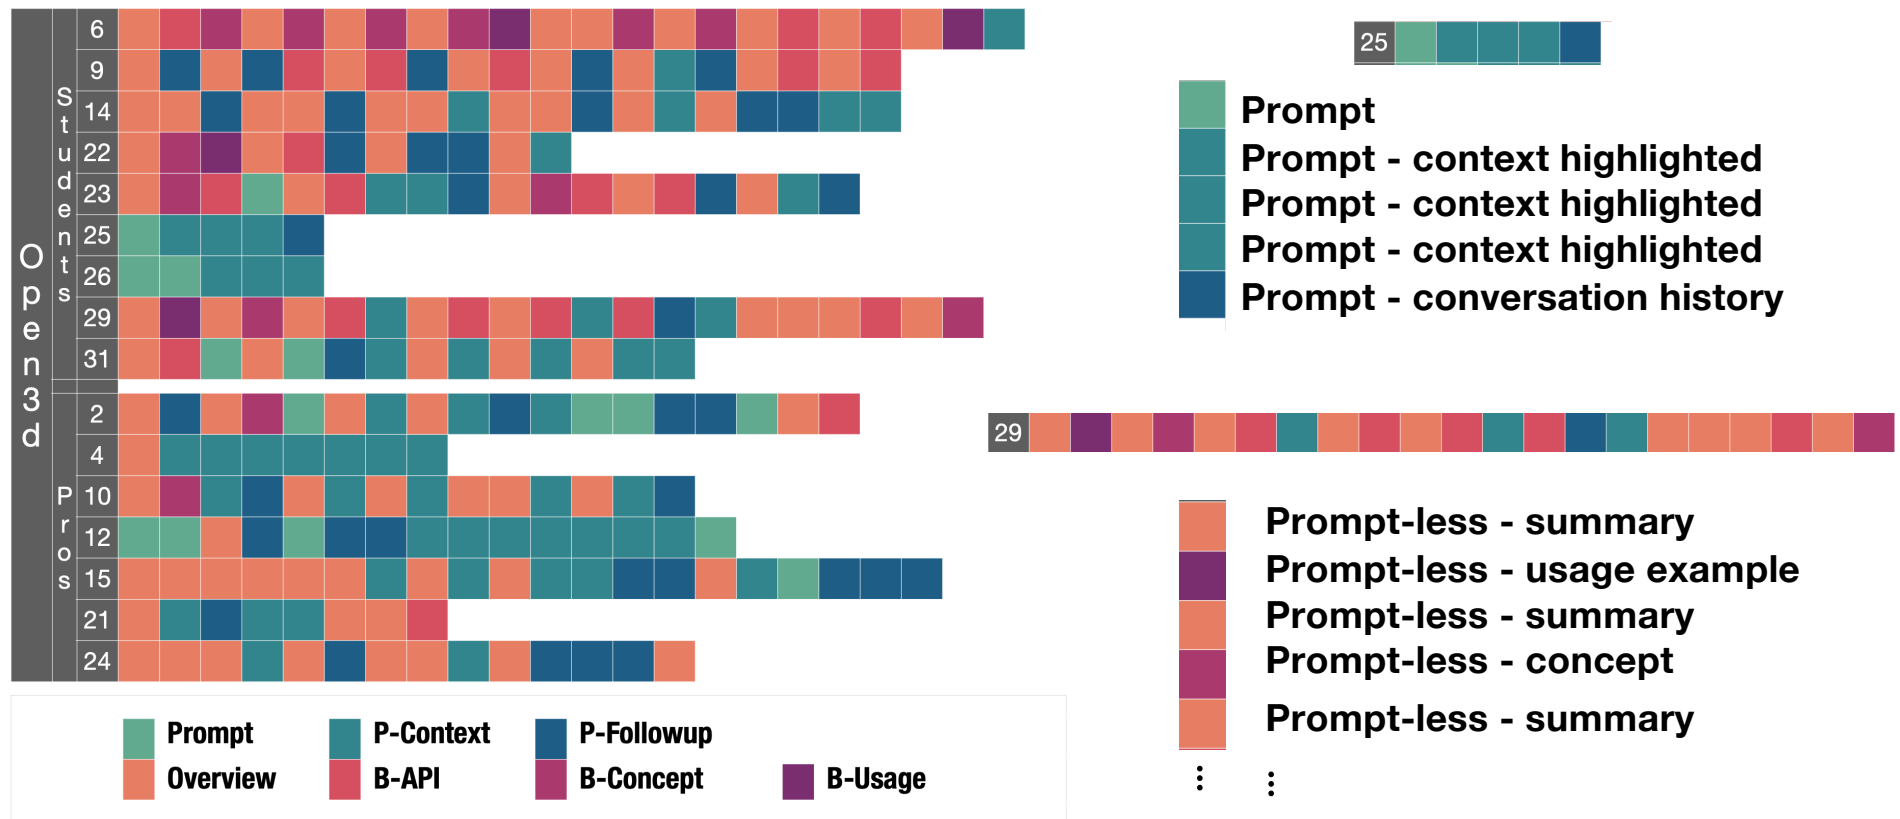 Open3d
Students
6
9
14
22
23
25
26
29
31
Pros
2
4
10
12
15
21
24
Prompt
P-Context
P-Followup
Overview
B-API
B-Concept
B-Usage
25
Prompt
Prompt - context highlighted
Prompt - context highlighted
Prompt - context highlighted
Prompt - conversation history
29
Prompt-less - summary
Prompt-less - usage example
Prompt-less - summary
Prompt-less - concept
Prompt-less - summary
⋮ ⋮